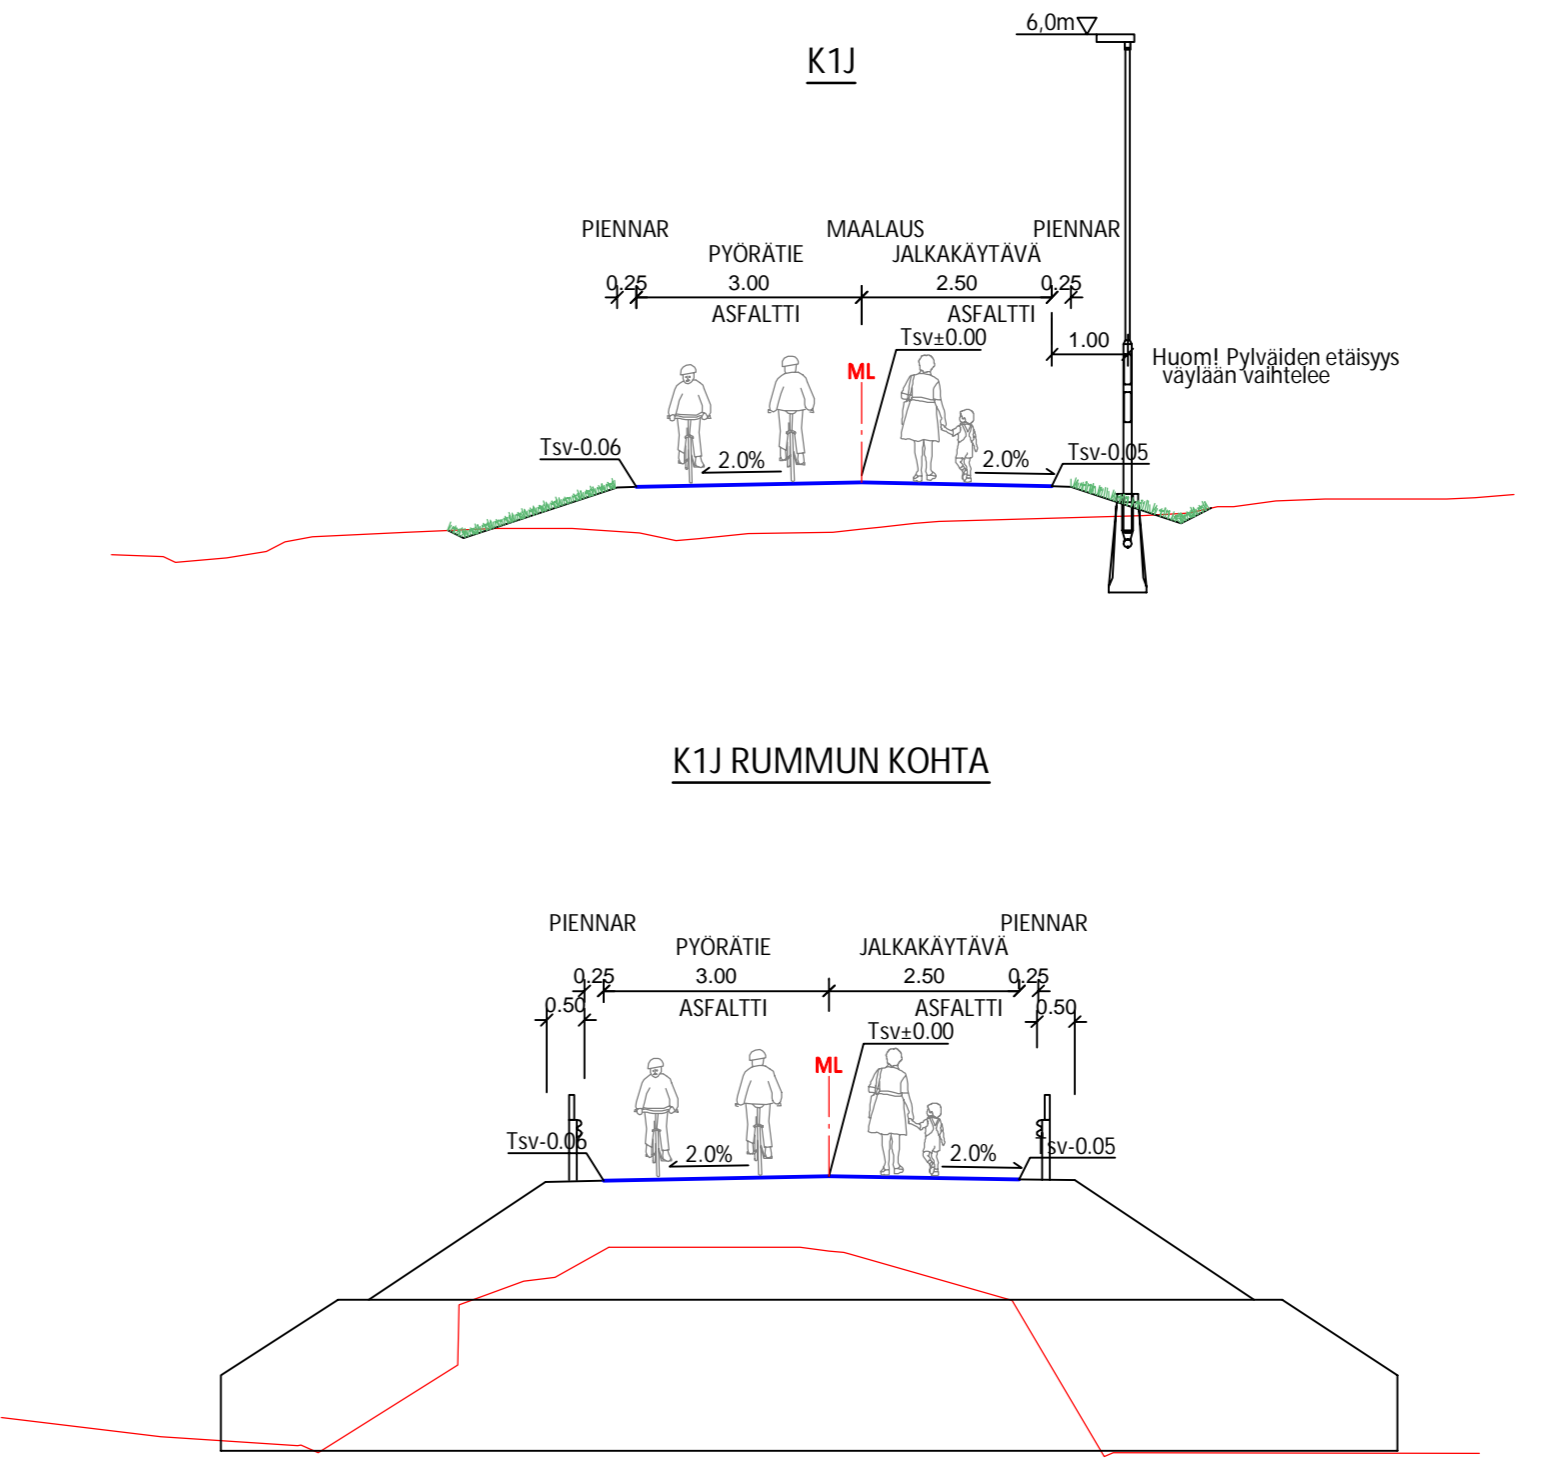 6,0m
K1J
PIENNAR MAALAUS PIENNAR
PYÖRÄTIE JALKAKÄYTÄVÄ
0.25 3.00 2.50 0.25
ASFALTTI ASFALTTI
Tsv±0.00
1.00
Huom! Pylväiden etäisyys
väylään vaihtelee
ML
Tsv-0.06 2.0% 2.0% Tsv-0.05
K1J RUMMUN KOHTA
PIENNAR PIENNAR
PYÖRÄTIE JALKAKÄYTÄVÄ
0.25 3.00 2.50 0.25
0.50 ASFALTTI ASFALTTI 0.50
Tsv±0.00
ML
Tsv-0.06 2.0% 2.0% Tsv-0.05